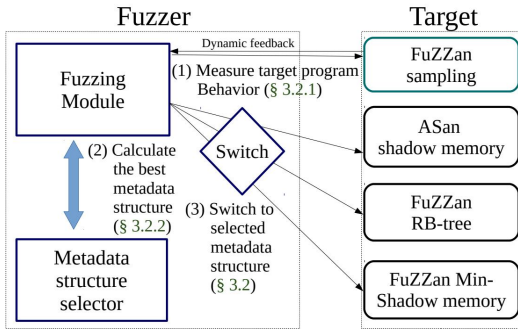 Fuzzer
Target
Dynamic feedback
Fuzzing
Module
(1) Measure target program
Behavior (§ 3.2.1)
FuZZan
sampling
ASan
shadow memory
Switch
(2) Calculate
the best
metadata
structure
(§ 3.2.2)
(3) Switch to
selected
metadata
structure
(§ 3.2)
FuZZan
RB-tree
Metadata
structure
selector
FuZZan Min-
Shadow memory